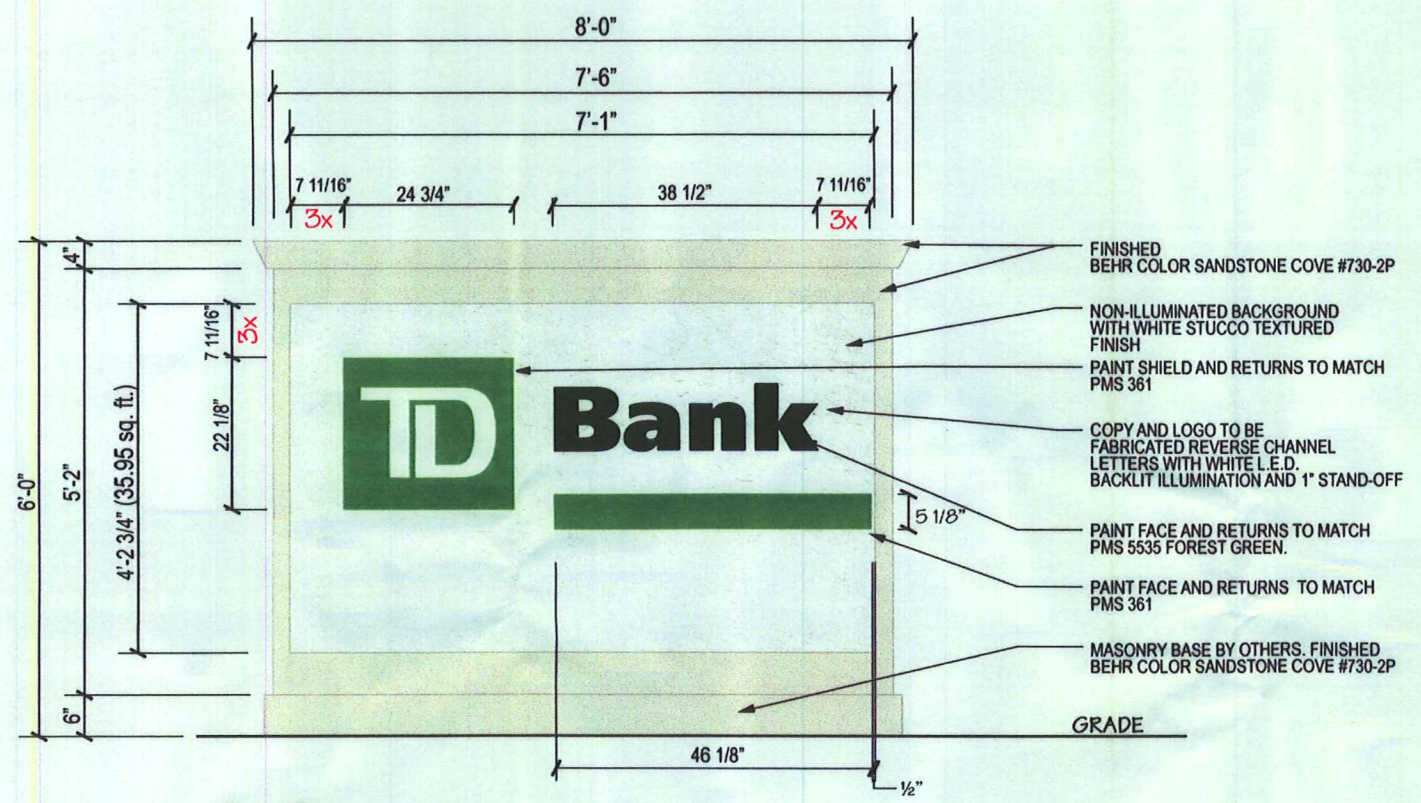 8'-0"
7'-6"
7'-1"
7 11/16"
24 3/4"
38 1/2"
7 11/16"
3x
3x
4"
7 11/16"
3x
22 1/8"
4'-2 3/4" (35.95 sq. ft.)
5'-2"
6'-0"
6"
TD
Bank
5 1/8"
46 1/8"
½"
FINISHED
BEHR COLOR SANDSTONE COVE #730-2P
NON-ILLUMINATED BACKGROUND
WITH WHITE STUCCO TEXTURED
FINISH
PAINT SHIELD AND RETURNS TO MATCH
PMS 361
COPY AND LOGO TO BE
FABRICATED REVERSE CHANNEL
LETTERS WITH WHITE L.E.D.
BACKLIT ILLUMINATION AND 1" STAND-OFF
PAINT FACE AND RETURNS TO MATCH
PMS 5535 FOREST GREEN.
PAINT FACE AND RETURNS TO MATCH
PMS 361
MASONRY BASE BY OTHERS. FINISHED
BEHR COLOR SANDSTONE COVE #730-2P
GRADE